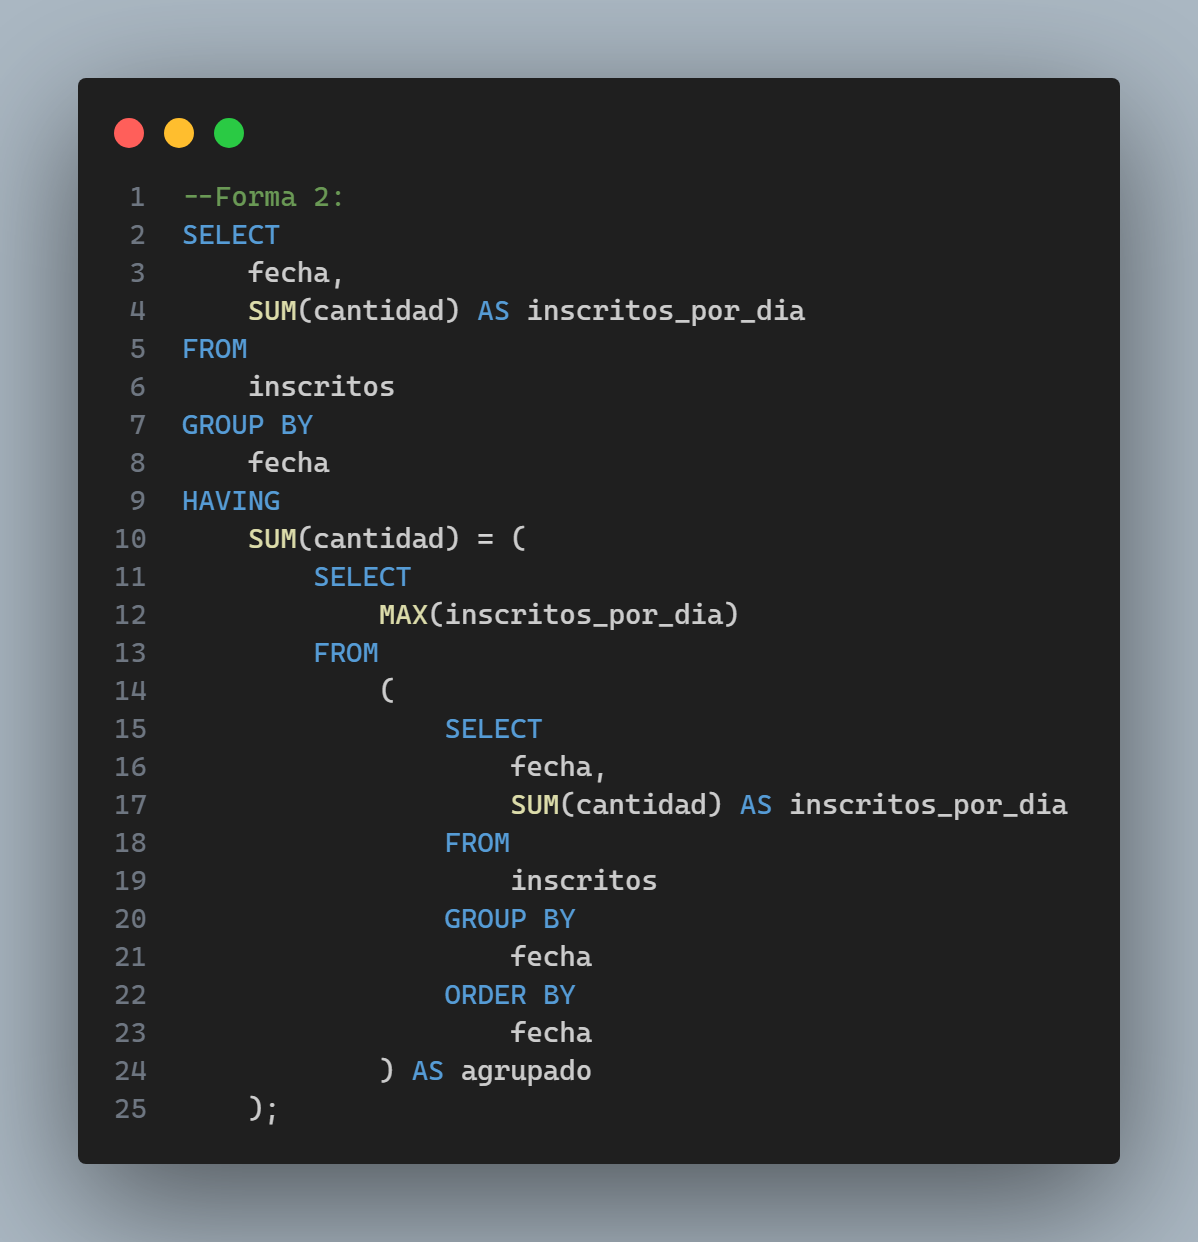 1 --Forma 2:
2 SELECT
3     fecha,
4     SUM(cantidad) AS inscritos_por_dia
5 FROM
6     inscritos
7 GROUP BY
8     fecha
9 HAVING
10     SUM(cantidad) = (
11         SELECT
12             MAX(inscritos_por_dia)
13         FROM
14             (
15                 SELECT
16                     fecha,
17                     SUM(cantidad) AS inscritos_por_dia
18                 FROM
19                     inscritos
20                 GROUP BY
21                     fecha
22                 ORDER BY
23                     fecha
24             ) AS agrupado
25     );